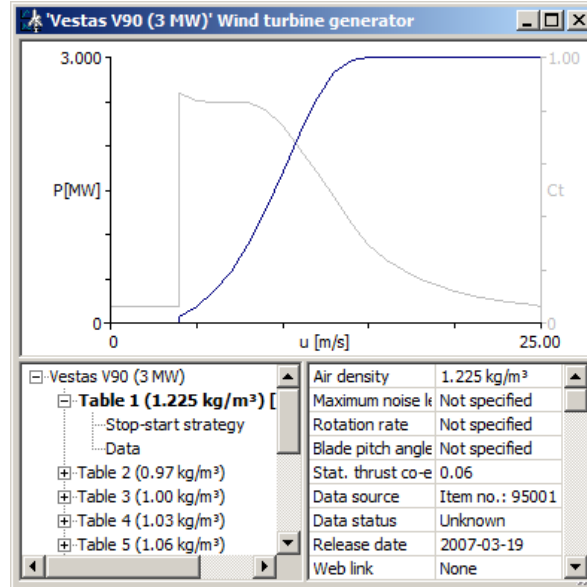 'Vestas V90 (3 MW)' Wind turbine generator
3.000
1.00
P[MW]
Ct
0
0
0
u [m/s]
25.00
Vestas V90 (3 MW)
Table 1 (1.225 kg/m³) [
Stop-start strategy
Data
Table 2 (0.97 kg/m³)
Table 3 (1.00 kg/m³)
Table 4 (1.03 kg/m³)
Table 5 (1.06 kg/m³)
Air density 1.225 kg/m³
Maximum noise le Not specified
Rotation rate Not specified
Blade pitch angle Not specified
Stat. thrust co-e 0.06
Data source Item no.: 95001
Data status Unknown
Release date 2007-03-19
Web link None